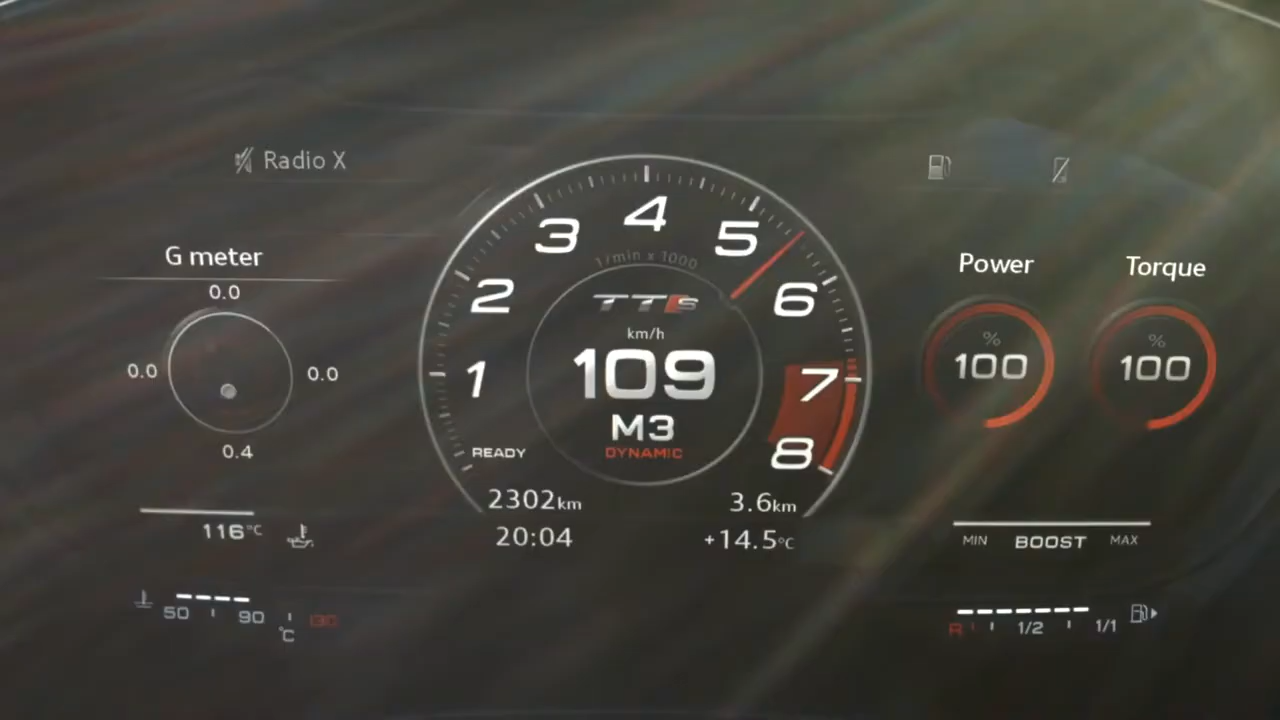 Radio X
G meter
0.0
0.0
0.0
0.4
116°C
50
90
°C
130
1
2
3
4
5
6
7
8
1/min x 1000
TTS
km/h
109
M3
DYNAMIC
READY
2302km
3.6km
20:04
+14.5°C
Power
Torque
%
100
%
100
MIN
BOOST
MAX
R
1/2
1/1